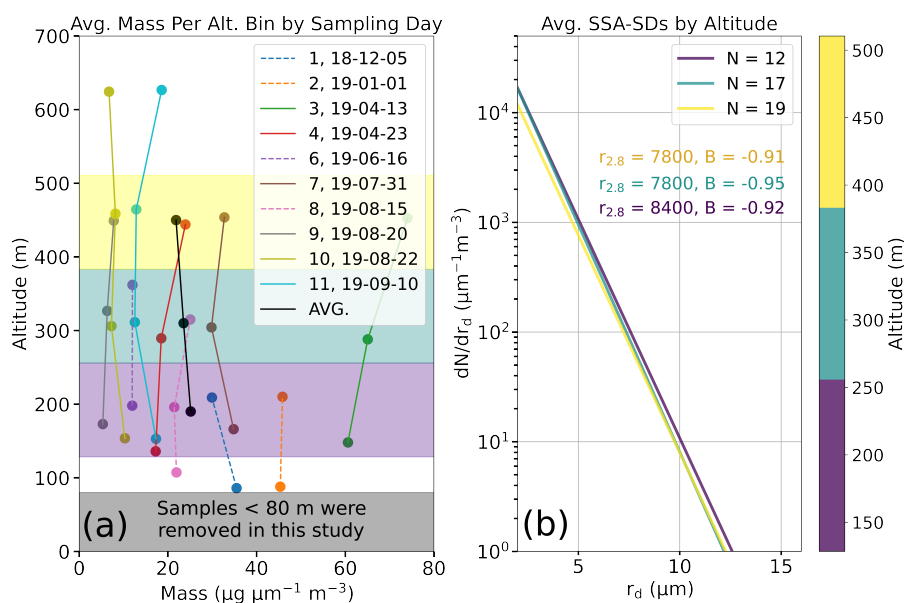 Avg. Mass Per Alt. Bin by Sampling Day
700
600
500
400
300
200
100
0
Altitude (m)
1, 18-12-05
2, 19-01-01
3, 19-04-13
4, 19-04-23
6, 19-06-16
7, 19-07-31
8, 19-08-15
9, 19-08-20
10, 19-08-22
11, 19-09-10
AVG.
Samples < 80 m were
removed in this study
(a)
0 20 40 60 80
Mass (μg μm⁻¹ m⁻³)
Avg. SSA-SDs by Altitude
N = 12
N = 17
N = 19
r₂.₈ = 7800, B = -0.91
r₂.₈ = 7800, B = -0.95
r₂.₈ = 8400, B = -0.92
10⁴
10³
10²
10¹
10⁰
dN/dr_d (μm⁻¹m⁻³)
(b)
5 10 15
r_d (μm)
500
450
400
350
300
250
200
150
Altitude (m)